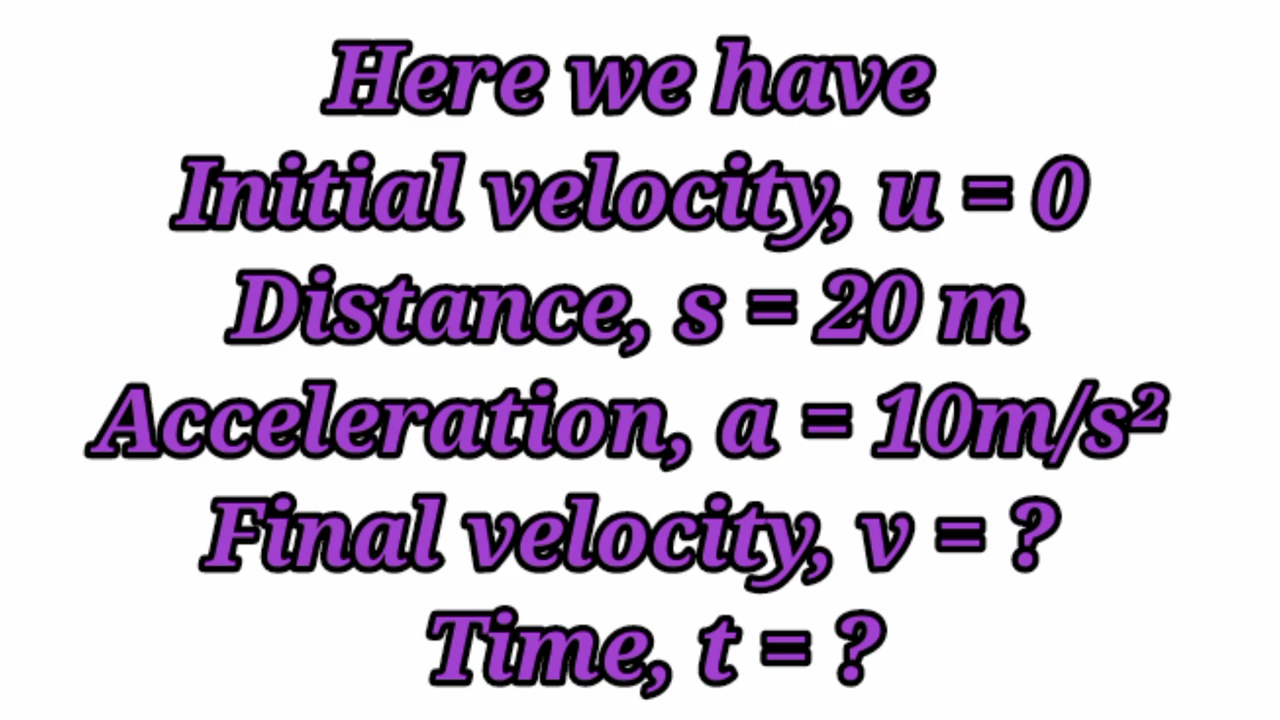 Here we have
Initial velocity, u = 0
Distance, s = 20 m
Acceleration, a = 10m/s²
Final velocity, v = ?
Time, t = ?